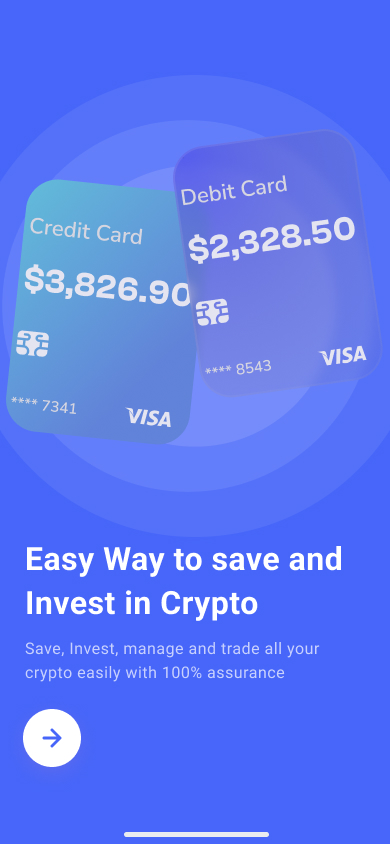 Debit Card
$2,328.50
**** 8543
VISA
Credit Card
$3,826.90
**** 7341
VISA
Easy Way to save and
Invest in Crypto
Save, Invest, manage and trade all your
crypto easily with 100% assurance